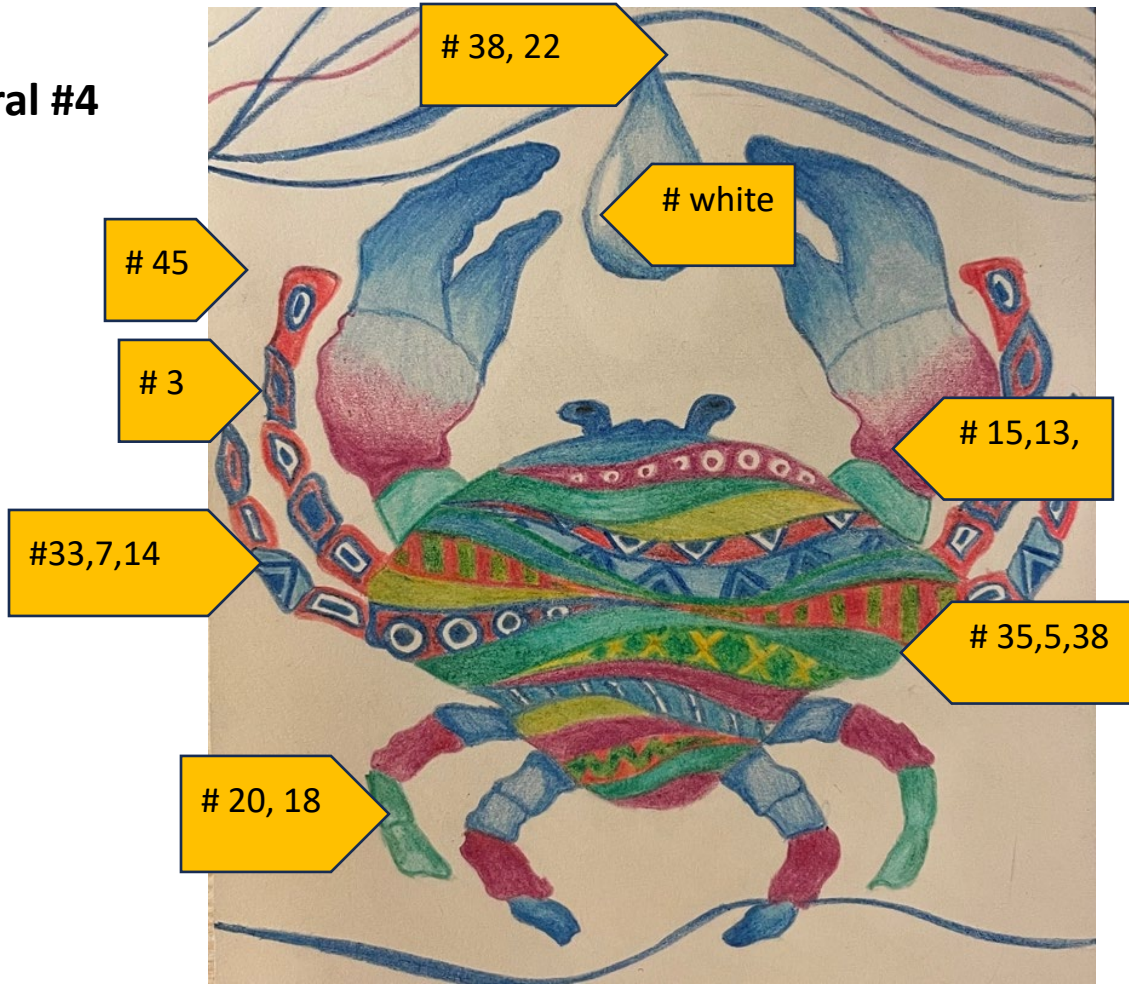 # 38, 22
ral #4
# white
# 45
# 3
# 15,13,
#33,7,14
# 35,5,38
# 20, 18